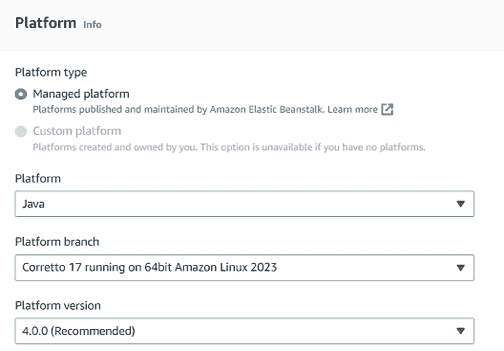 Platform Info
Platform type
Managed platform
Platforms published and maintained by Amazon Elastic Beanstalk. Learn more
Custom platform
Platforms created and owned by you. This option is unavailable if you have no platforms.
Platform
Java
Platform branch
Corretto 17 running on 64bit Amazon Linux 2023
Platform version
4.0.0 (Recommended)